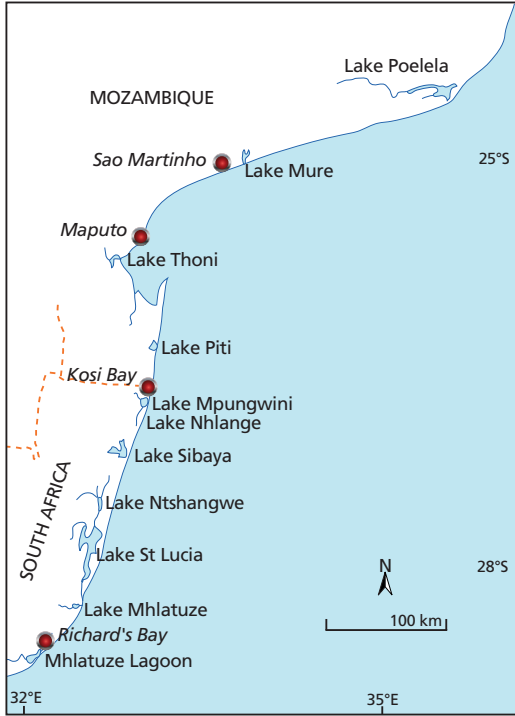 Lake Poelela
MOZAMBIQUE
Sao Martinho
25°S
Lake Mure
Maputo
Lake Thoni
Lake Piti
Kosi Bay
Lake Mpungwini
Lake Nhlange
Lake Sibaya
SOUTH AFRICA
Lake Ntshangwe
Lake St Lucia
N
28°S
Lake Mhlatuze
100 km
Richard's Bay
Mhlatuze Lagoon
32°E
35°E